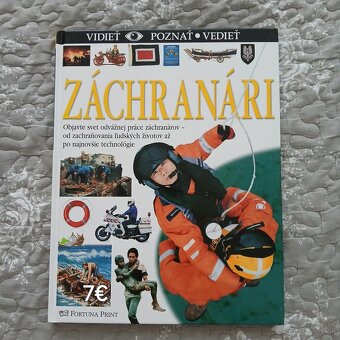 VIDIEŤ POZNAŤ • VEDIEŤ
ZÁCHRANÁRI
Objavte svet odvážnej práce záchranárov –
od zachraňovania ľudských životov až
po najnovšie technologie
7€
FORTUNA PRINT